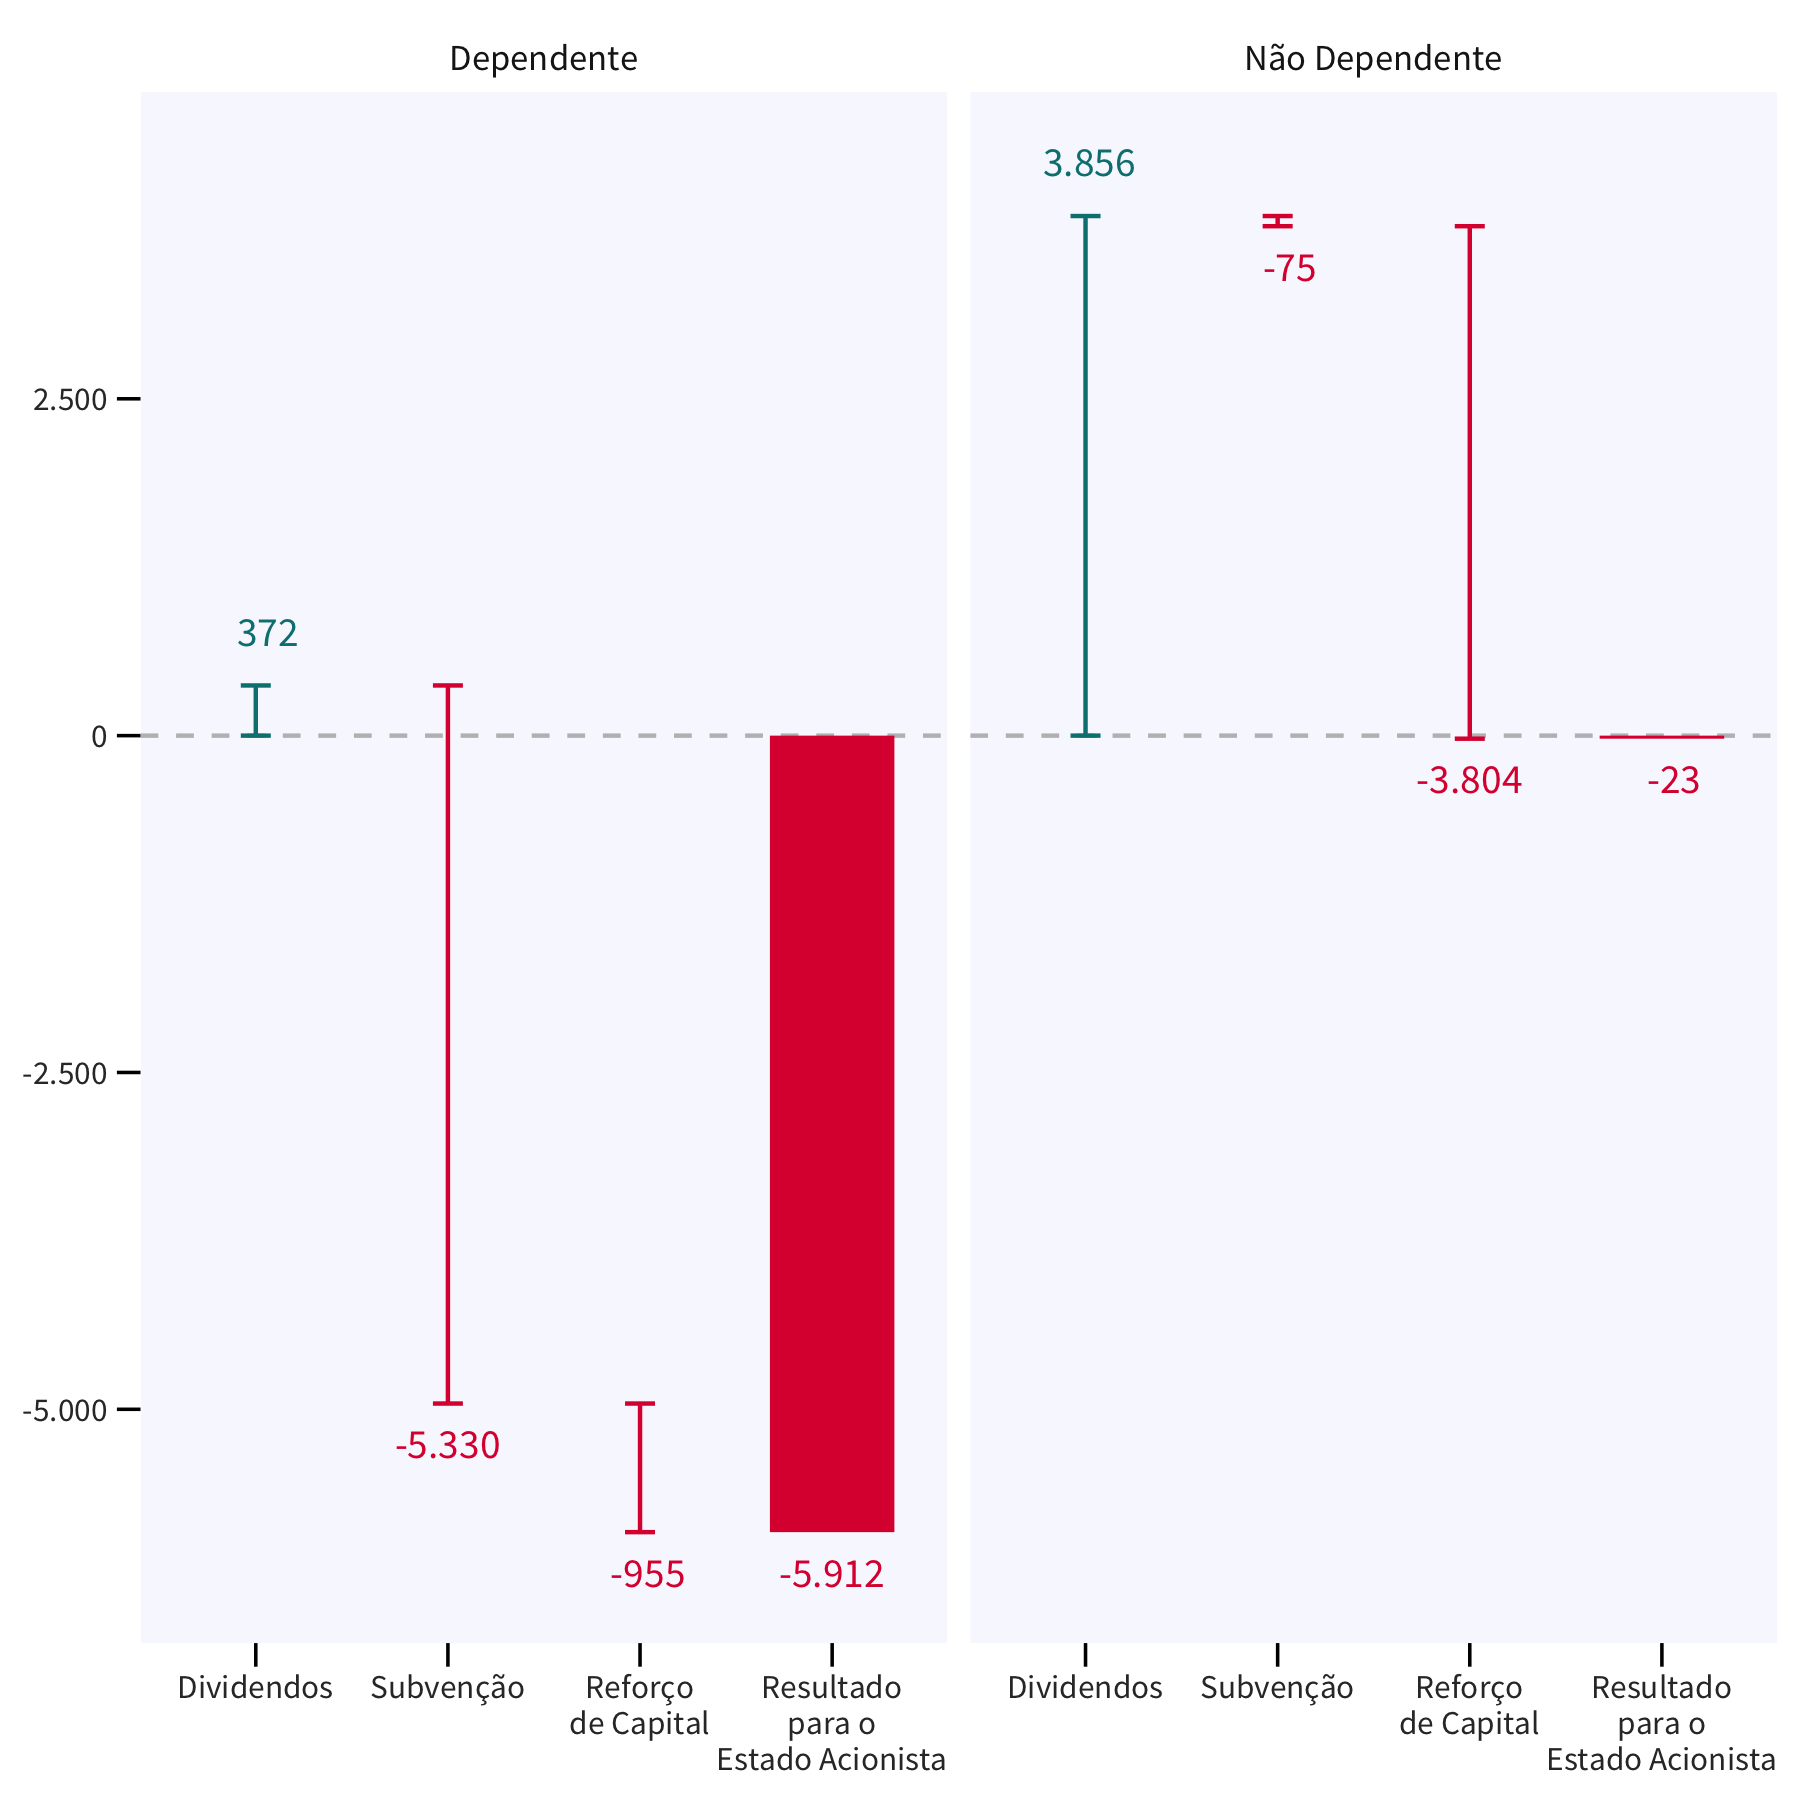 Dependente
Não Dependente
3.856
-75
2.500
372
0
-3.804
-23
-2.500
-5.000
-5.330
-955
-5.912
Dividendos
Subvenção
Reforço
de Capital
Resultado
para o
Estado Acionista
Dividendos
Subvenção
Reforço
de Capital
Resultado
para o
Estado Acionista